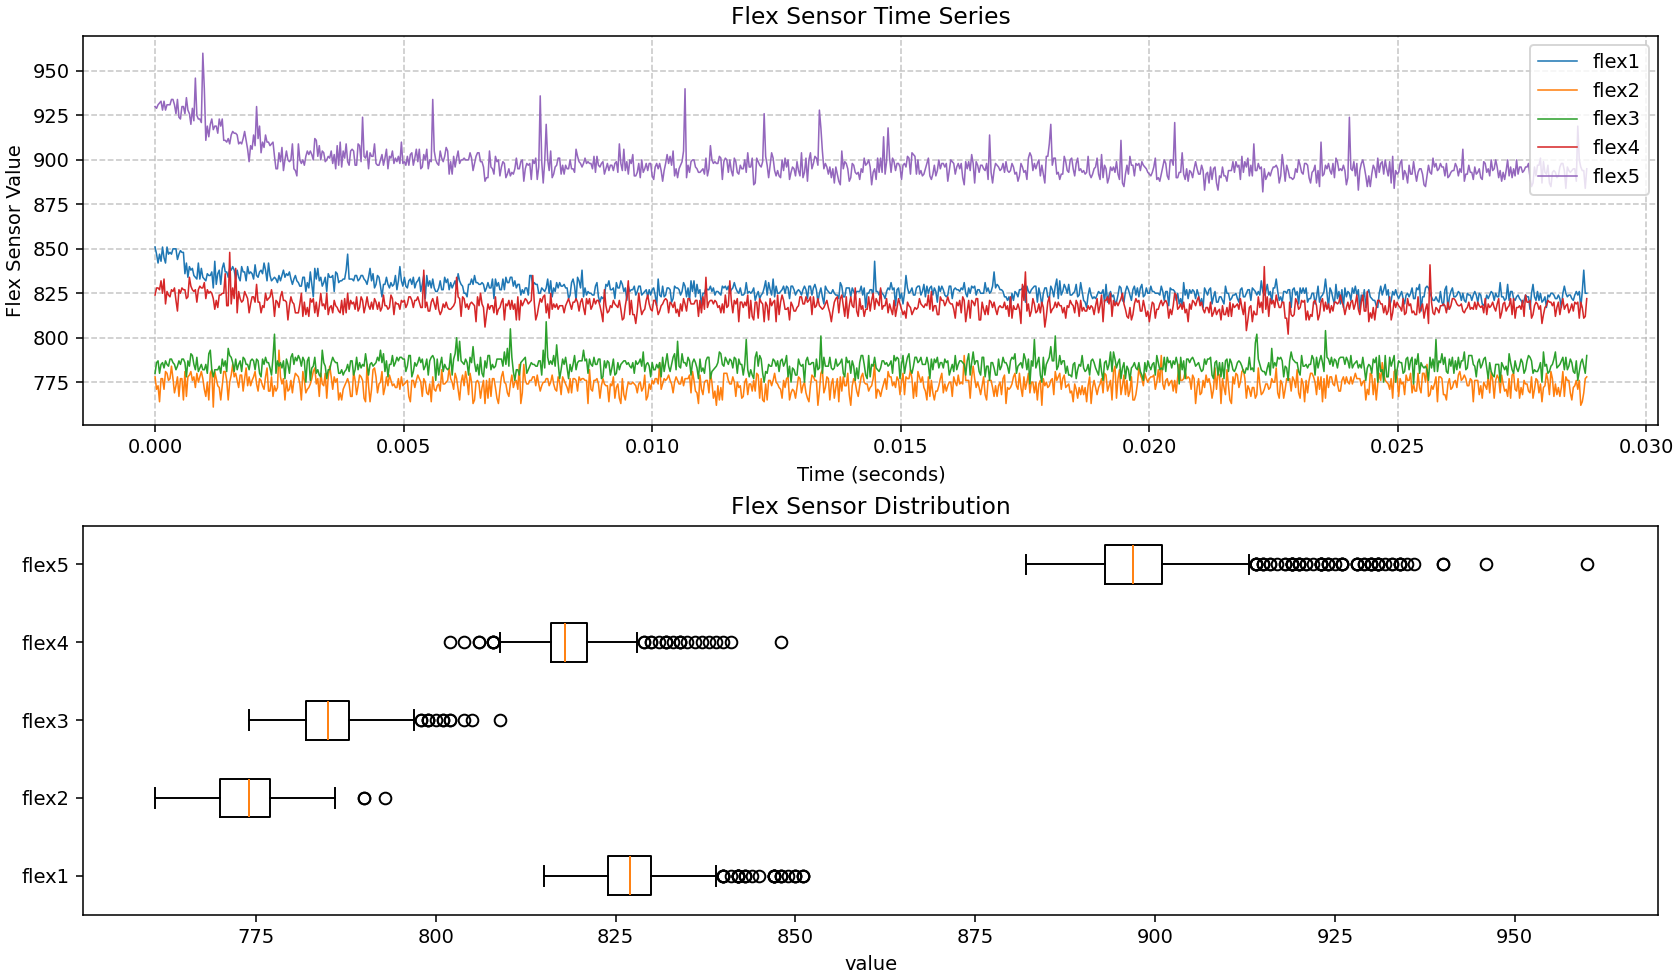 Flex Sensor Time Series
Flex Sensor Value
950
925
900
875
850
825
800
775
flex1
flex2
flex3
flex4
flex5
0.000 0.005 0.010 0.015 0.020 0.025 0.030
Time (seconds)
Flex Sensor Distribution
flex5
flex4
flex3
flex2
flex1
775 800 825 850 875 900 925 950
value